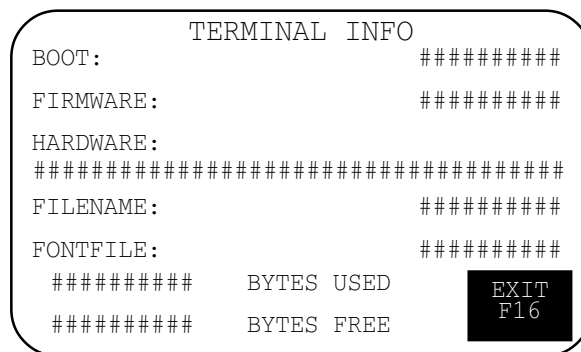 TERMINAL INFO
BOOT: ##########
FIRMWARE: ##########
HARDWARE:
#####################################
FILENAME: ##########
FONTFILE: ##########
########## BYTES USED
########## BYTES FREE
EXIT
F16